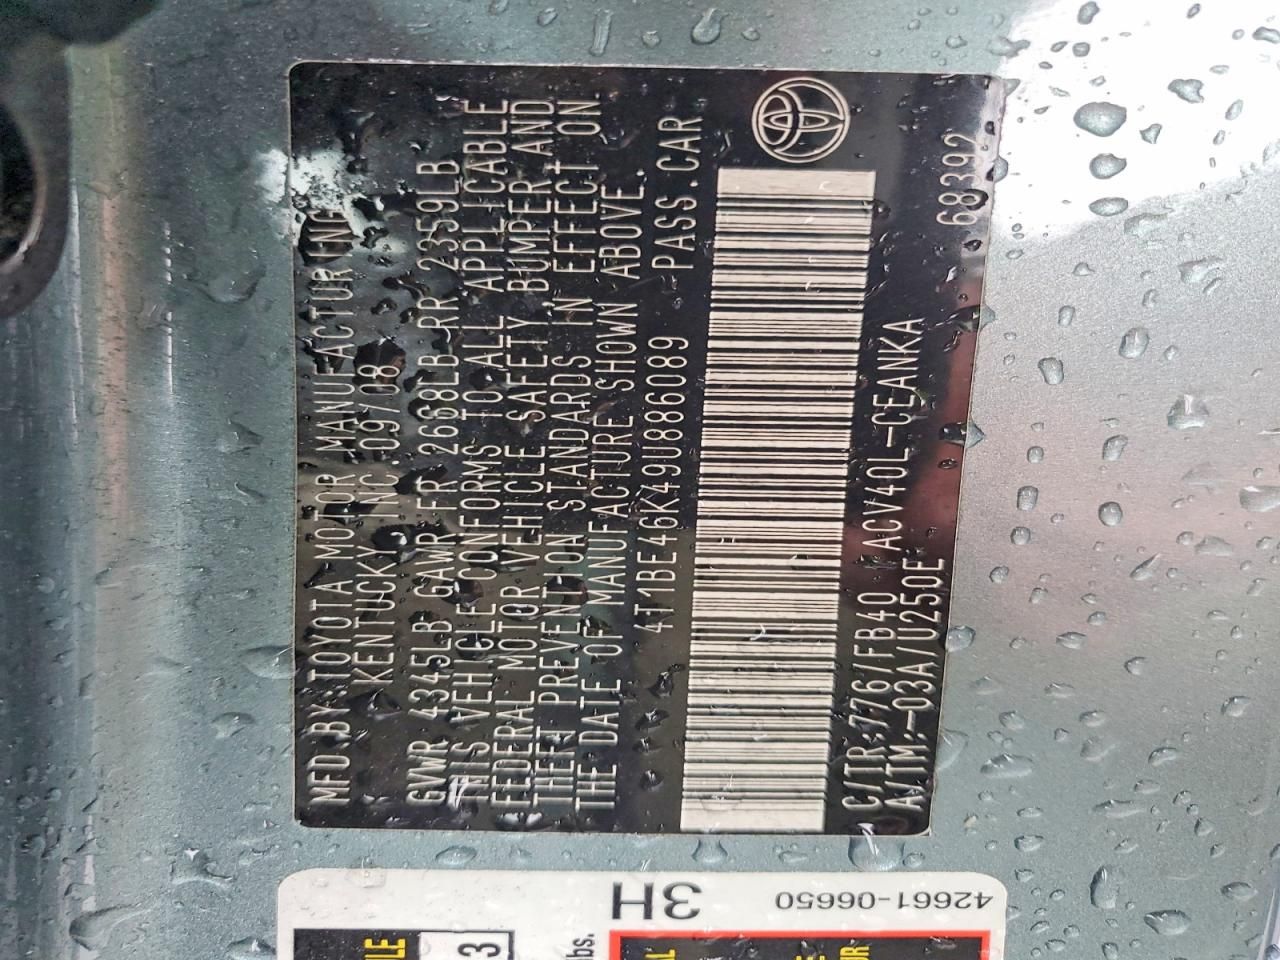 MFD.BY:TOYOTA MOTOR MANUFACTURING
KENTUCKY, INC.09/08
GVWR 4345LB GAWR FR 2668LB RR 2359LB
THIS VEHICLE CONFORMS TO ALL APPLICABLE
FEDERAL MOTOR VEHICLE SAFETY, BUMPER AND
THEFT PREVENTION STANDARDS IN EFFECT ON
THE DATE OF MANUFACTURE SHOWN ABOVE.
4T1BE46K49U886089 PASS.CAR
C/TR:776/FB40 ACV40L-CEANKA
A/TM:-03A/U250E 68392
42661-06650
3H
3